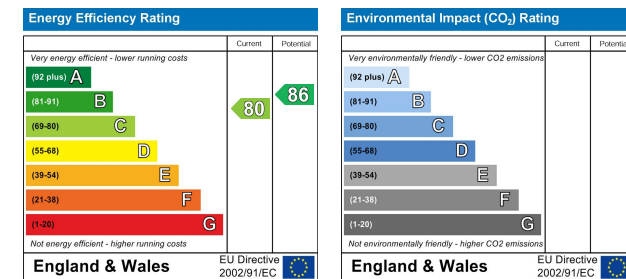 Energy Efficiency Rating
Current Potential
Very energy efficient - lower running costs
(92 plus) A
(81-91) B
(69-80) C
(55-68) D
(39-54) E
(21-38) F
(1-20) G
80
86
Not energy efficient - higher running costs
England & Wales
EU Directive
2002/91/EC
Environmental Impact (CO2) Rating
Current Potential
Very environmentally friendly - lower CO2 emissions
(92 plus) A
(81-91) B
(69-80) C
(55-68) D
(39-54) E
(21-38) F
(1-20) G
Not environmentally friendly - higher CO2 emissions
England & Wales
EU Directive
2002/91/EC